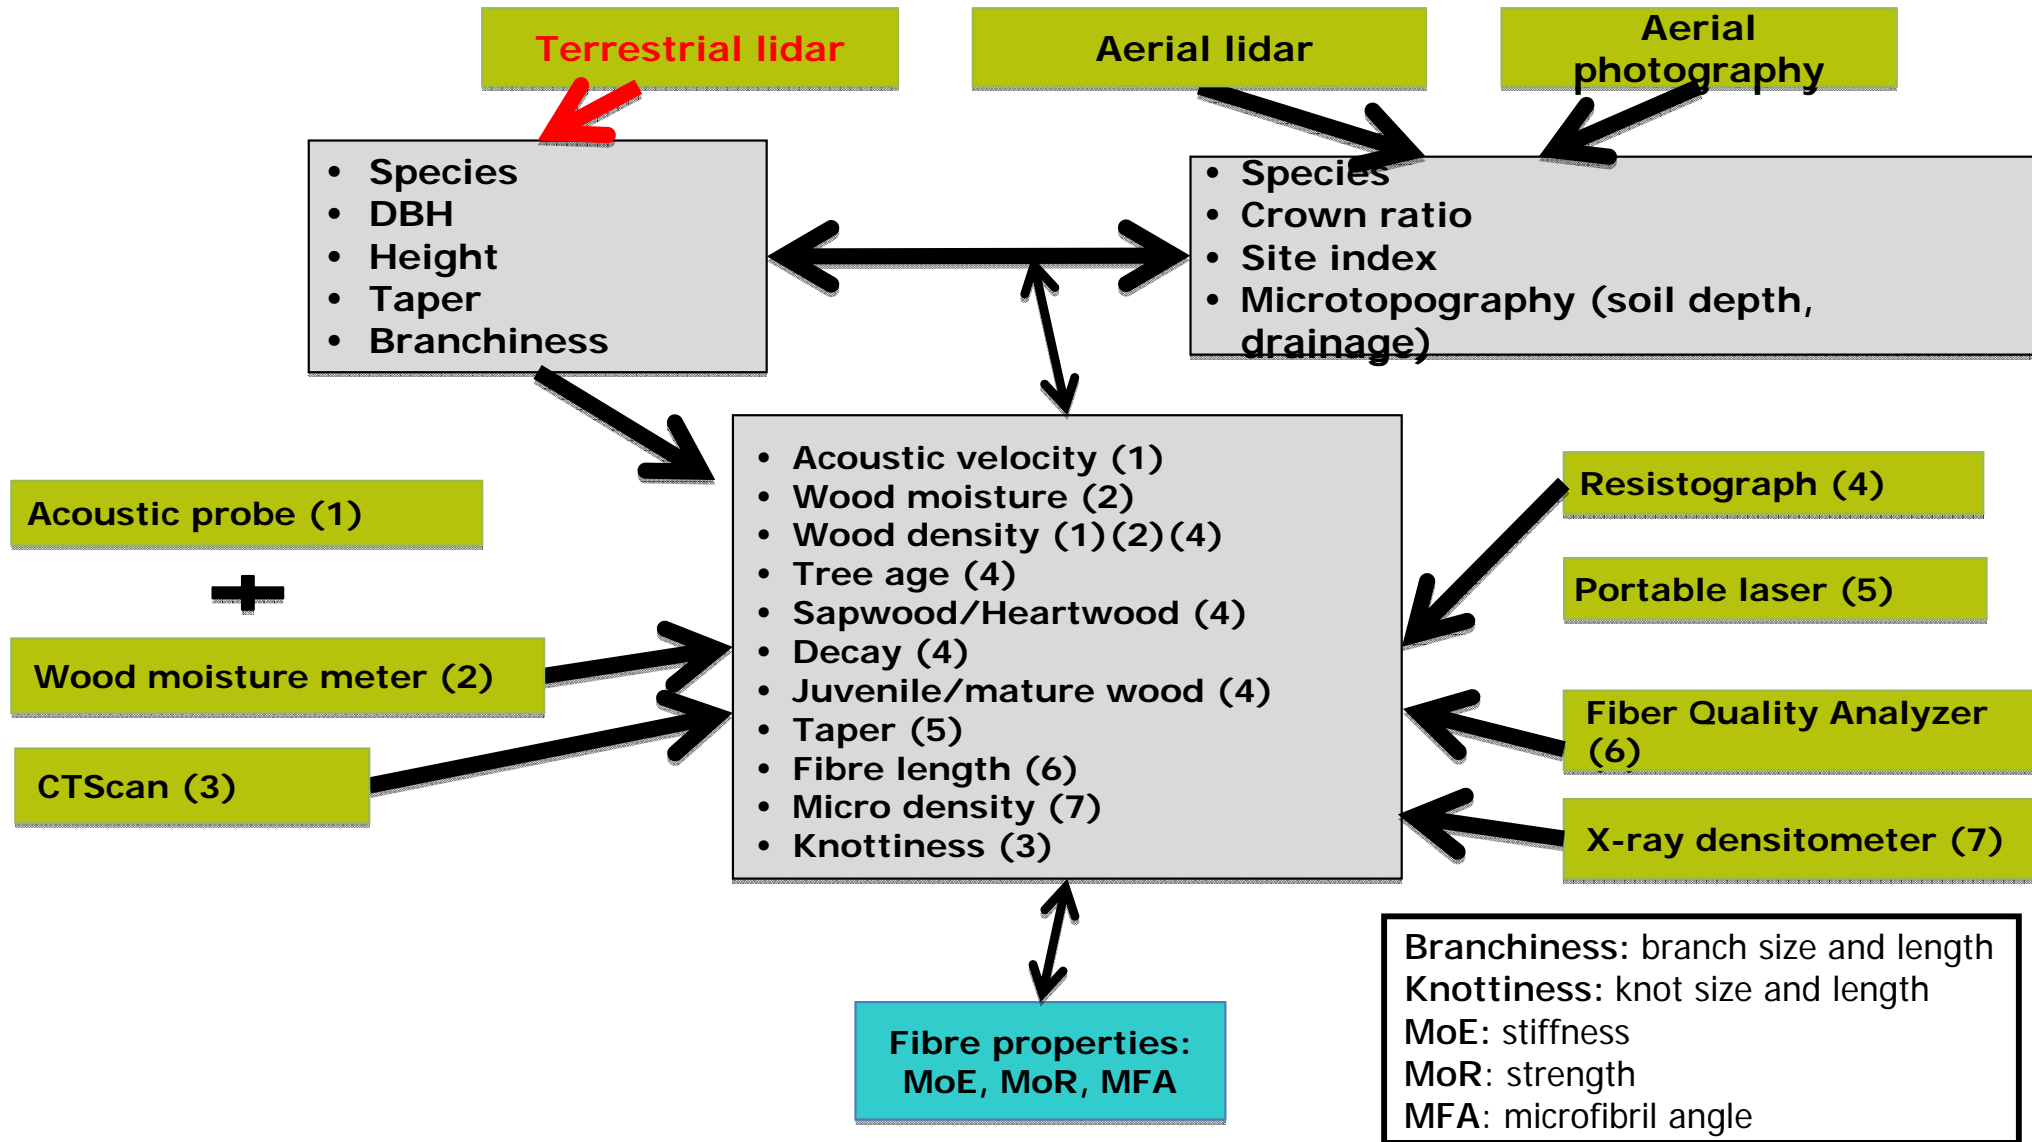 Terrestrial lidar
Aerial lidar
Aerial
photography
• Species
• DBH
• Height
• Taper
• Branchiness
• Species
• Crown ratio
• Site index
• Microtopography (soil depth,
drainage)
Acoustic probe (1)
+
Wood moisture meter (2)
CTScan (3)
• Acoustic velocity (1)
• Wood moisture (2)
• Wood density (1)(2)(4)
• Tree age (4)
• Sapwood/Heartwood (4)
• Decay (4)
• Juvenile/mature wood (4)
• Taper (5)
• Fibre length (6)
• Micro density (7)
• Knottiness (3)
Resistograph (4)
Portable laser (5)
Fiber Quality Analyzer
(6)
X-ray densitometer (7)
Fibre properties:
MoE, MoR, MFA
Branchiness: branch size and length
Knottiness: knot size and length
MoE: stiffness
MoR: strength
MFA: microfibril angle